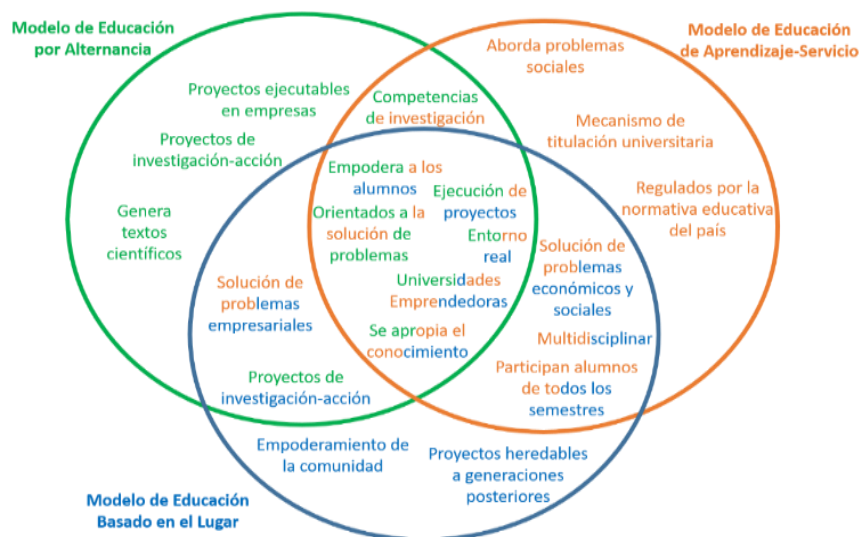 Modelo de Educación
por Alternancia
Modelo de Educación
de Aprendizaje-Servicio
Aborda problemas
sociales
Proyectos ejecutables
en empresas
Competencias
de investigación
Mecanismo de
titulación universitaria
Proyectos de
investigación-acción
Empodera a los
alumnos
Ejecución de
proyectos
Regulados por la
normativa educativa
del país
Genera
textos
científicos
Orientados a la
solución de
problemas
Entorno
real
Solución de
problemas
económicos y
sociales
Solución de
problemas
empresariales
Universidades
Emprendedoras
Multidisciplinar
Se apropia el
conocimiento
Participan alumnos
de todos los
semestres
Proyectos de
investigación-acción
Empoderamiento de
la comunidad
Proyectos heredables
a generaciones
posteriores
Modelo de Educación
Basado en el Lugar